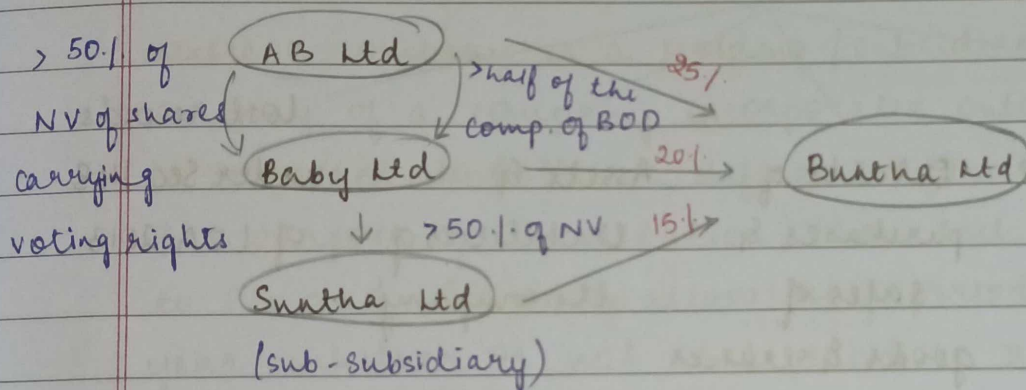 > 50% of AB Ltd
>half of the 25%
NV of shares comp. of BOD
carrying Baby Ltd 20% Buntha Ltd
voting rights >50% of NV 15%
Suntha Ltd
(sub-subsidiary)